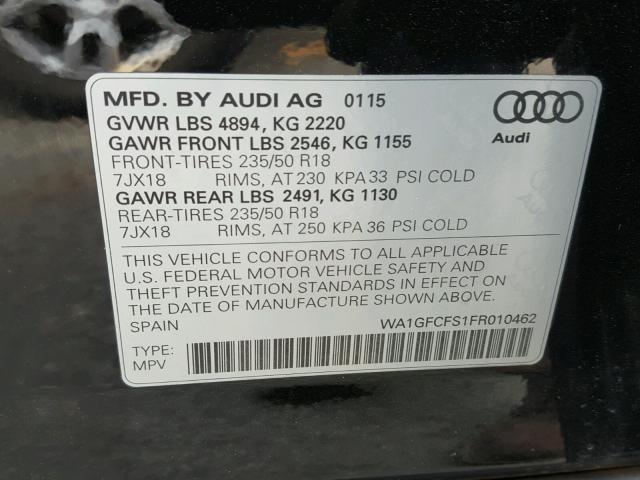 MFD. BY AUDI AG 0115
GVWR LBS 4894, KG 2220
GAWR FRONT LBS 2546, KG 1155
FRONT-TIRES 235/50 R18
7JX18 RIMS, AT 230 KPA 33 PSI COLD
GAWR REAR LBS 2491, KG 1130
REAR-TIRES 235/50 R18
7JX18 RIMS, AT 250 KPA 36 PSI COLD
Audi
THIS VEHICLE CONFORMS TO ALL APPLICABLE
U.S. FEDERAL MOTOR VEHICLE SAFETY AND
THEFT PREVENTION STANDARDS IN EFFECT ON
THE DATE OF MANUFACTURE SHOWN ABOVE.
SPAIN WA1GFCFS1FR010462
TYPE:
MPV